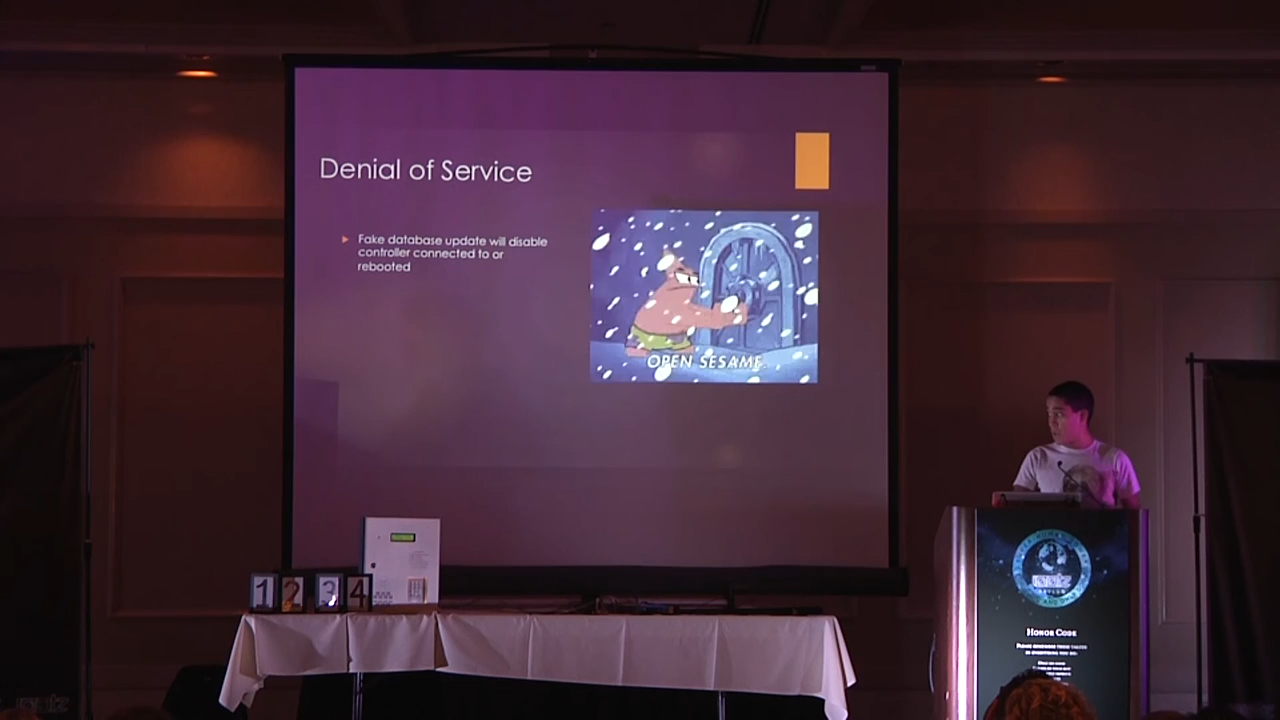 Denial of Service
Fake database update will disable
controller connected to or
rebooted
OPEN SESAME.
1 2 3 4
HONOR CODE